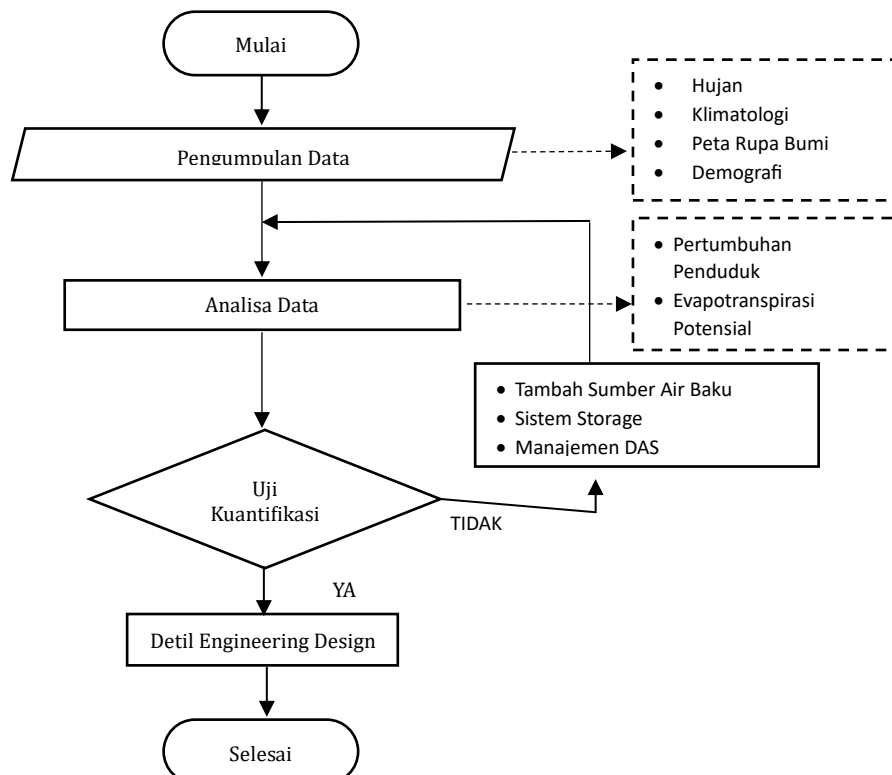 Mulai
• Hujan
• Klimatologi
• Peta Rupa Bumi
• Demografi
Pengumpulan Data
• Pertumbuhan
Penduduk
• Evapotranspirasi
Potensial
Analisa Data
• Tambah Sumber Air Baku
• Sistem Storage
• Manajemen DAS
Uji
Kuantifikasi
TIDAK
YA
Detil Engineering Design
Selesai